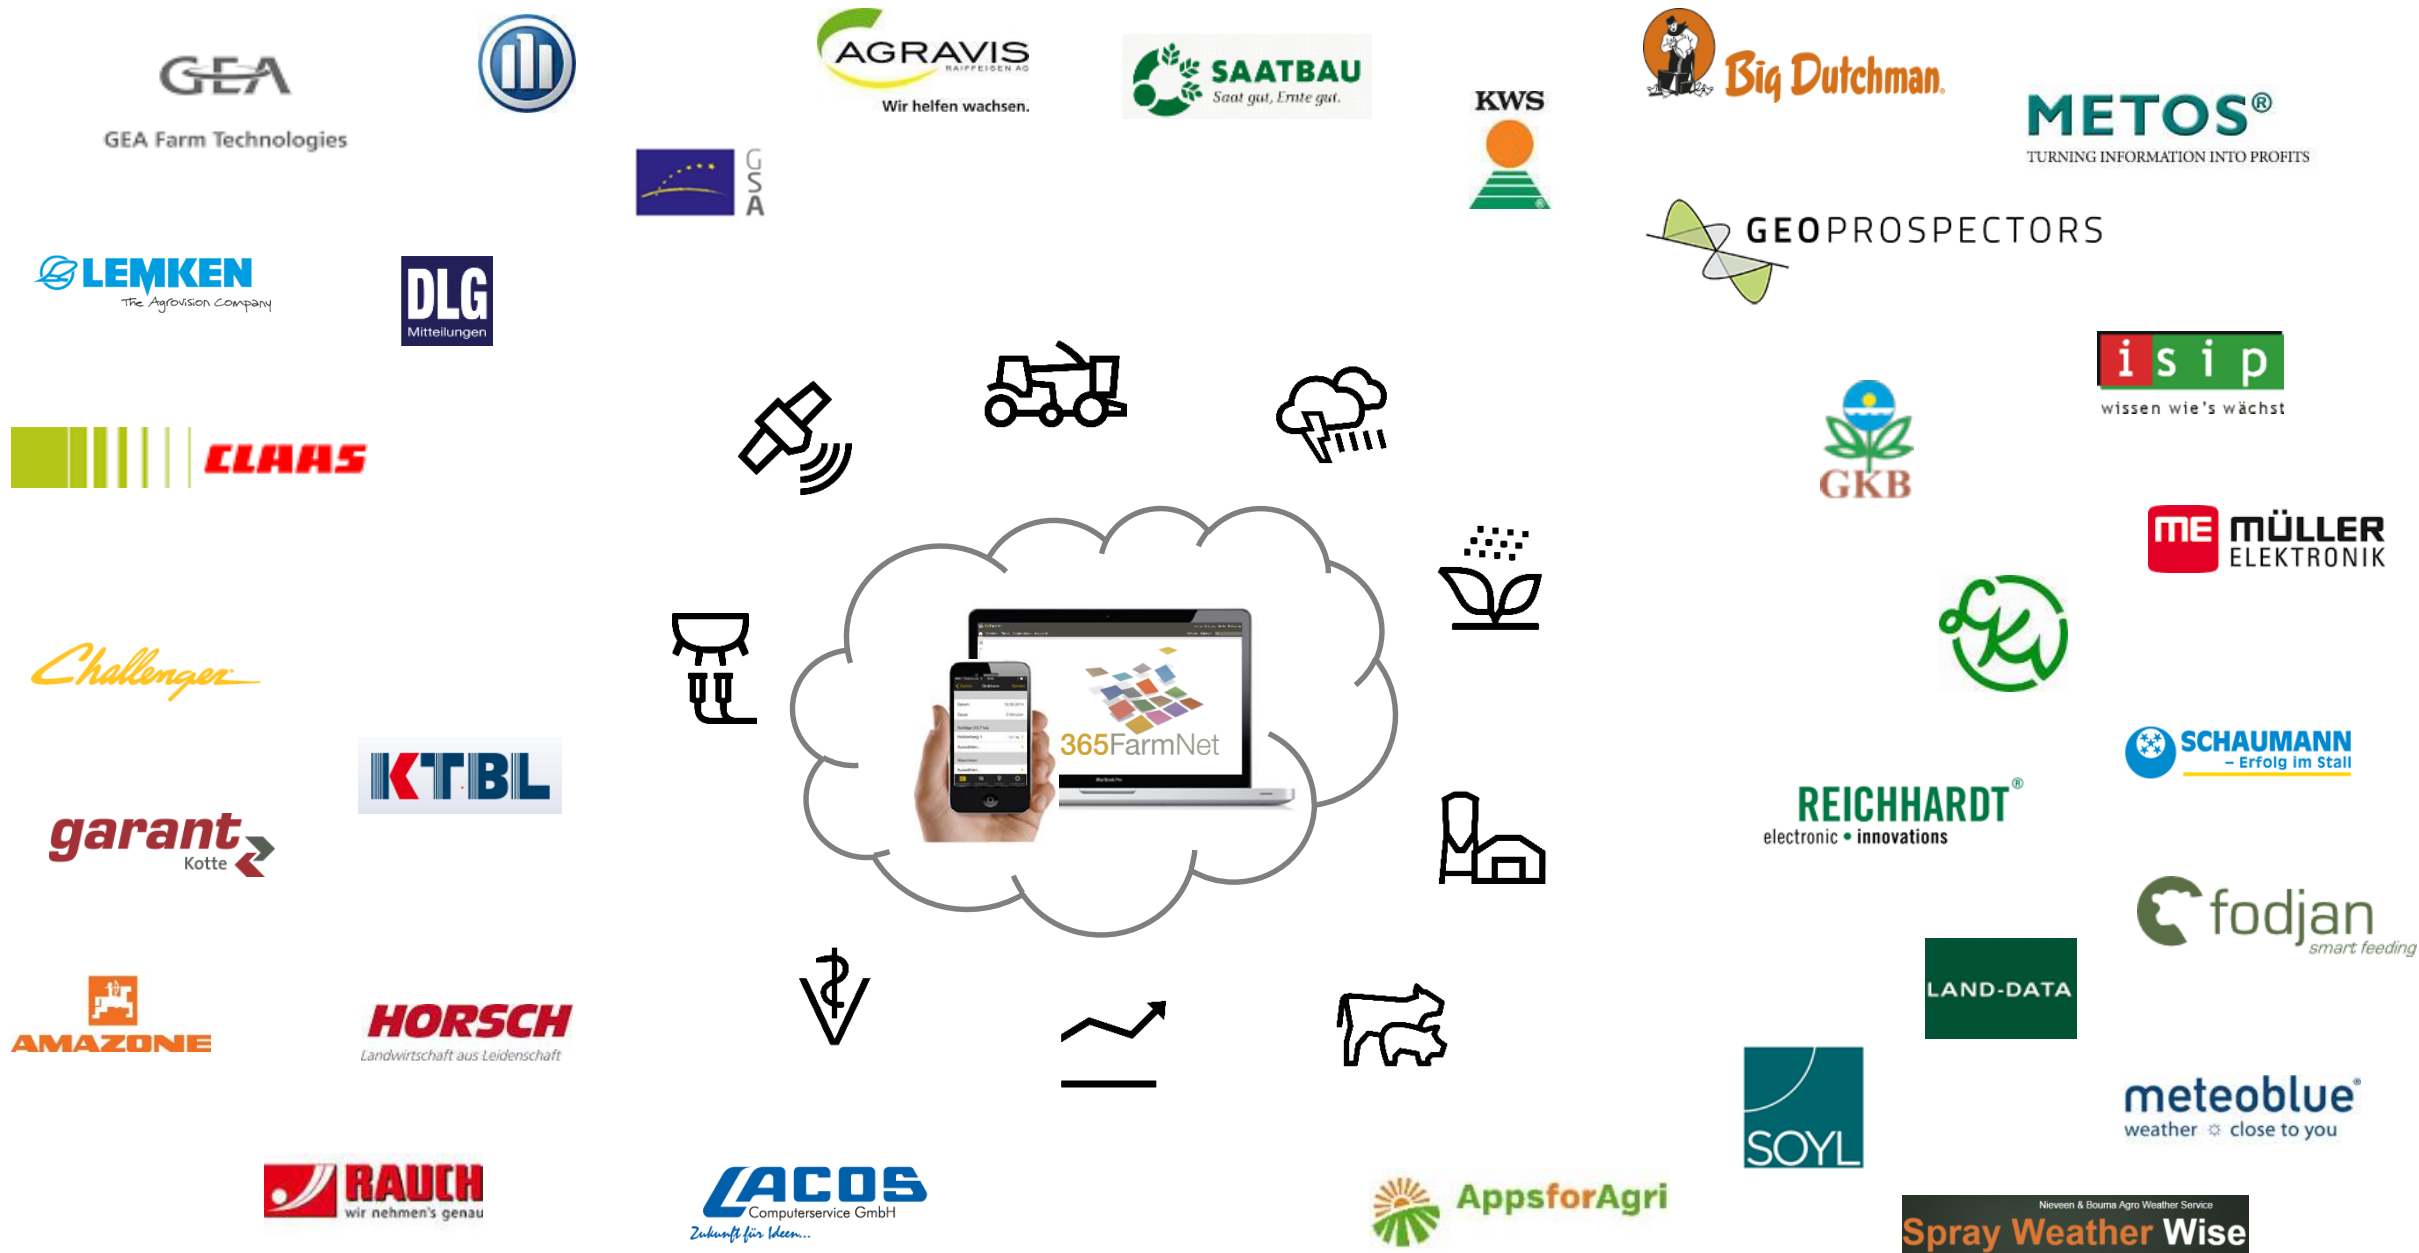 GEA
GEA Farm Technologies
AGRAVIS
RAIFFEISEN AG
Wir helfen wachsen.
SAATBAU
Saat gut, Ernte gut.
KWS
Big Dutchman®
METOS®
TURNING INFORMATION INTO PROFITS
GSA
GEOPROSPECTORS
LEMKEN
The Agrovision Company
DLG
Mitteilungen
isip
wissen wie's wächst
CLAAS
GKB
ME MÜLLER
ELEKTRONIK
LKV
Challenger
365FarmNet
MacBook Pro
SCHAUMANN
– Erfolg im Stall
KTBL
REICHHARDT®
electronic • innovations
garant
Kotte
fodjan
smart feeding
LAND-DATA
AMAZONE
HORSCH
Landwirtschaft aus Leidenschaft
SOYL
meteoblue®
weather close to you
RAUCH
wir nehmen's genau
LACOS
Computerservice GmbH
Zukunft für Ideen...
AppsforAgri
Nieveen & Bouma Agro Weather Service
Spray Weather Wise